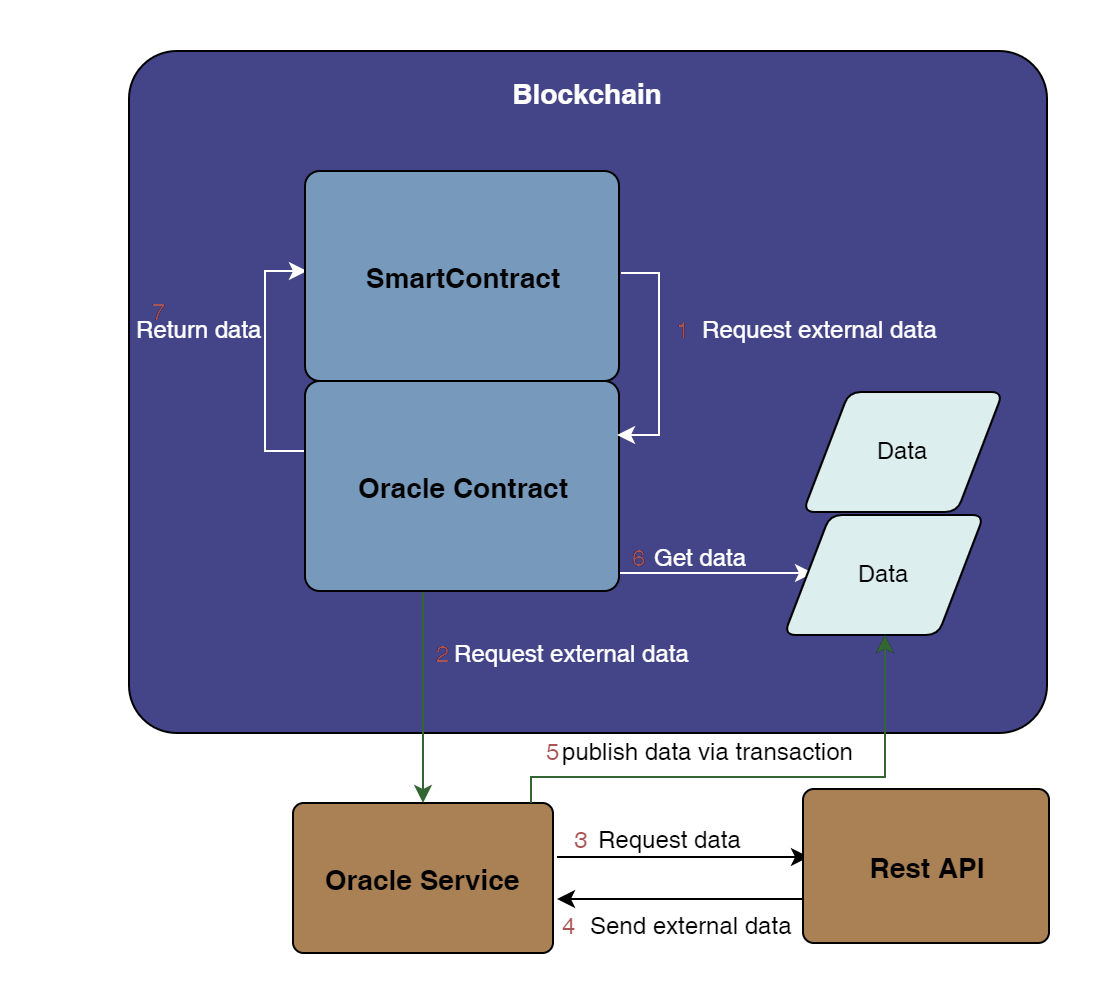 Blockchain
SmartContract
7
Return data
1 Request external data
Data
Oracle Contract
6 Get data
Data
2 Request external data
5 publish data via transaction
3 Request data
Rest API
Oracle Service
4 Send external data